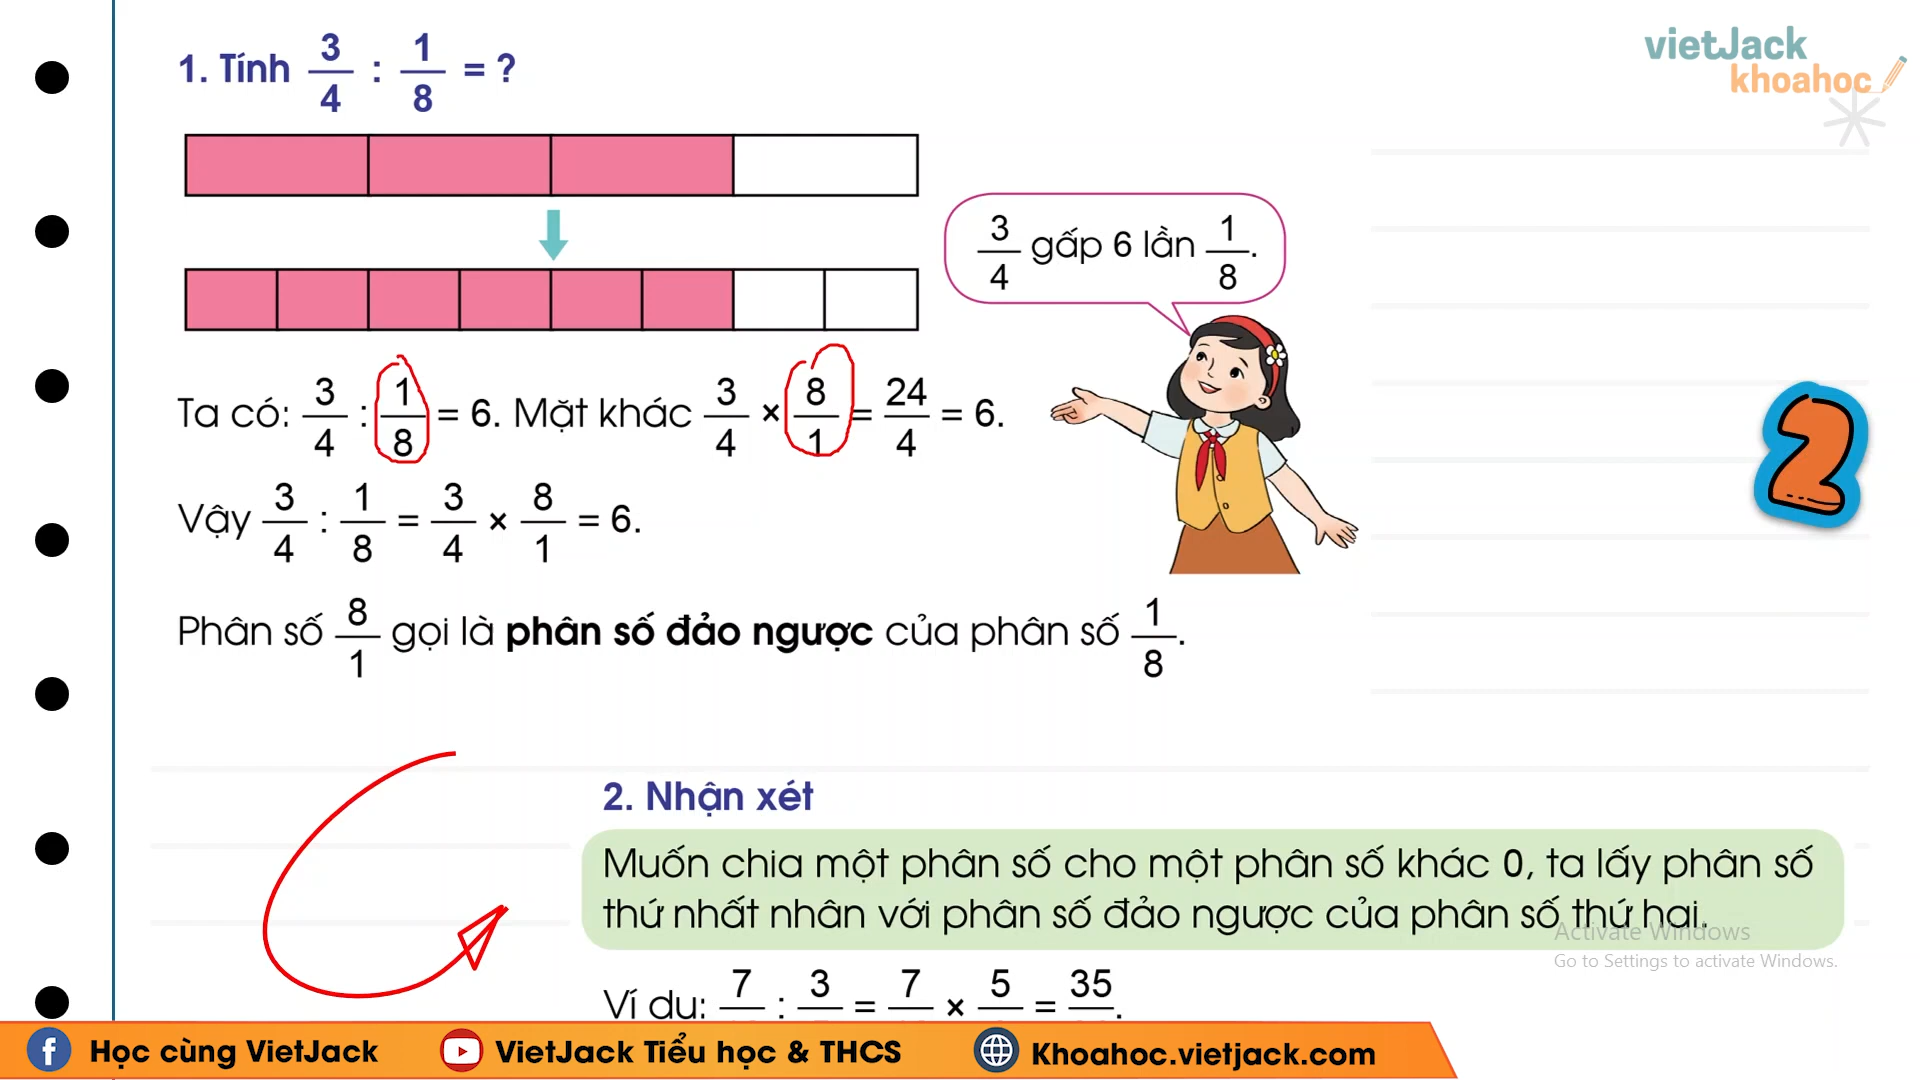 vietJack
khoahoc
1. Tính 3/4 : 1/8 = ?
3/4 gấp 6 lần 1/8.
Ta có: 3/4 : 1/8 = 6. Mặt khác 3/4 × 8/1 = 24/4 = 6.
2
Vậy 3/4 : 1/8 = 3/4 × 8/1 = 6.
Phân số 8/1 gọi là phân số đảo ngược của phân số 1/8.
2. Nhận xét
Muốn chia một phân số cho một phân số khác 0, ta lấy phân số
thứ nhất nhân với phân số đảo ngược của phân số thứ hai.
Activate Windows
Go to Settings to activate Windows.
Ví dụ: 7 : 3 = 7 × 5 = 35.
Học cùng VietJack
VietJack Tiểu học & THCS
Khoahoc.vietjack.com